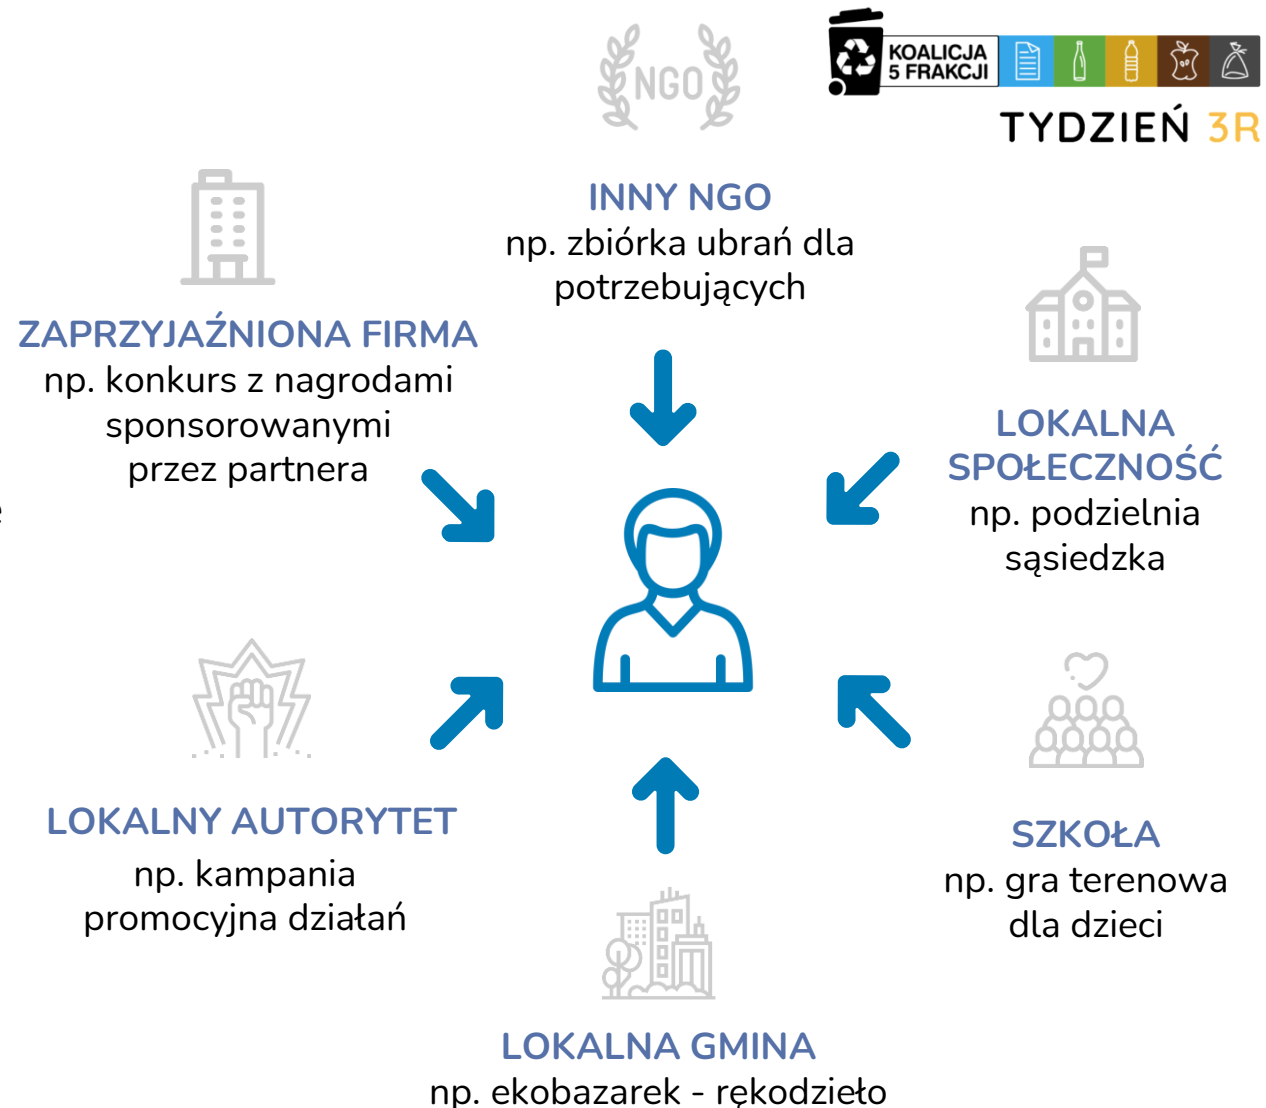 NGO
KOALICJA
5 FRAKCJI
TYDZIEŃ 3R
INNY NGO
np. zbiórka ubrań dla
potrzebujących
ZAPRZYJAŹNIONA FIRMA
np. konkurs z nagrodami
sponsorowanymi
przez partnera
LOKALNA
SPOŁECZNOŚĆ
np. podzielnia
sąsiedzka
LOKALNY AUTORYTET
np. kampania
promocyjna działań
SZKOŁA
np. gra terenowa
dla dzieci
LOKALNA GMINA
np. ekobazarek - rękodzieło